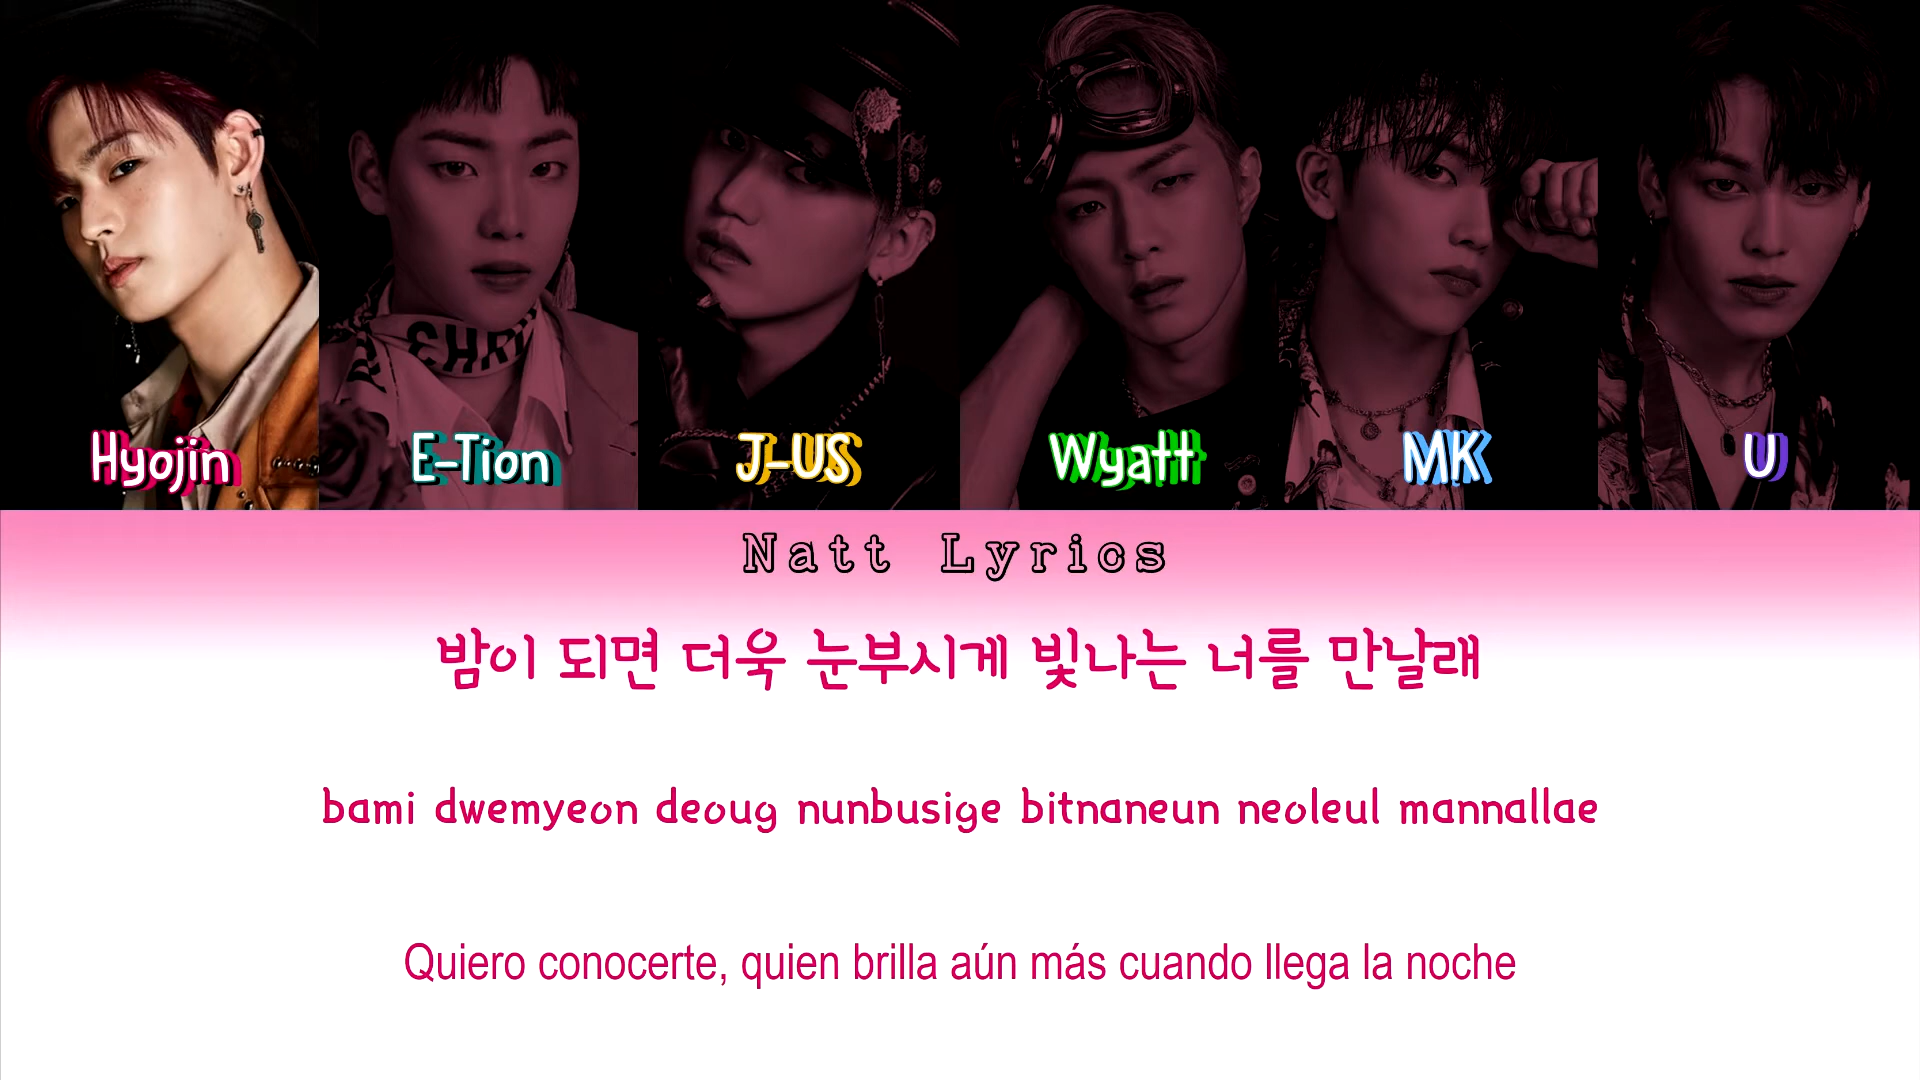 Hyojin
E-Tion
J-US
Wyatt
MK
U
Natt Lyrics
밤이 되면 더욱 눈부시게 빛나는 너를 만날래
bami dwemyeon deoug nunbusige bitnaneun neoleul mannallae
Quiero conocerte, quien brilla aún más cuando llega la noche